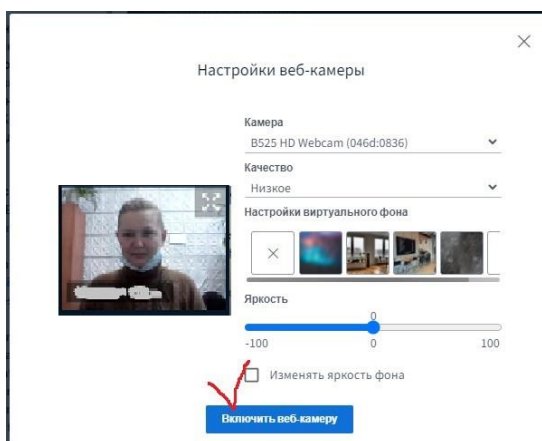 Настройки веб-камеры
Камера
B525 HD Webcam (046d:0836)
Качество
Низкое
Настройки виртуального фона
Яркость
0
-100 0 100
Изменять яркость фона
Включить веб-камеру